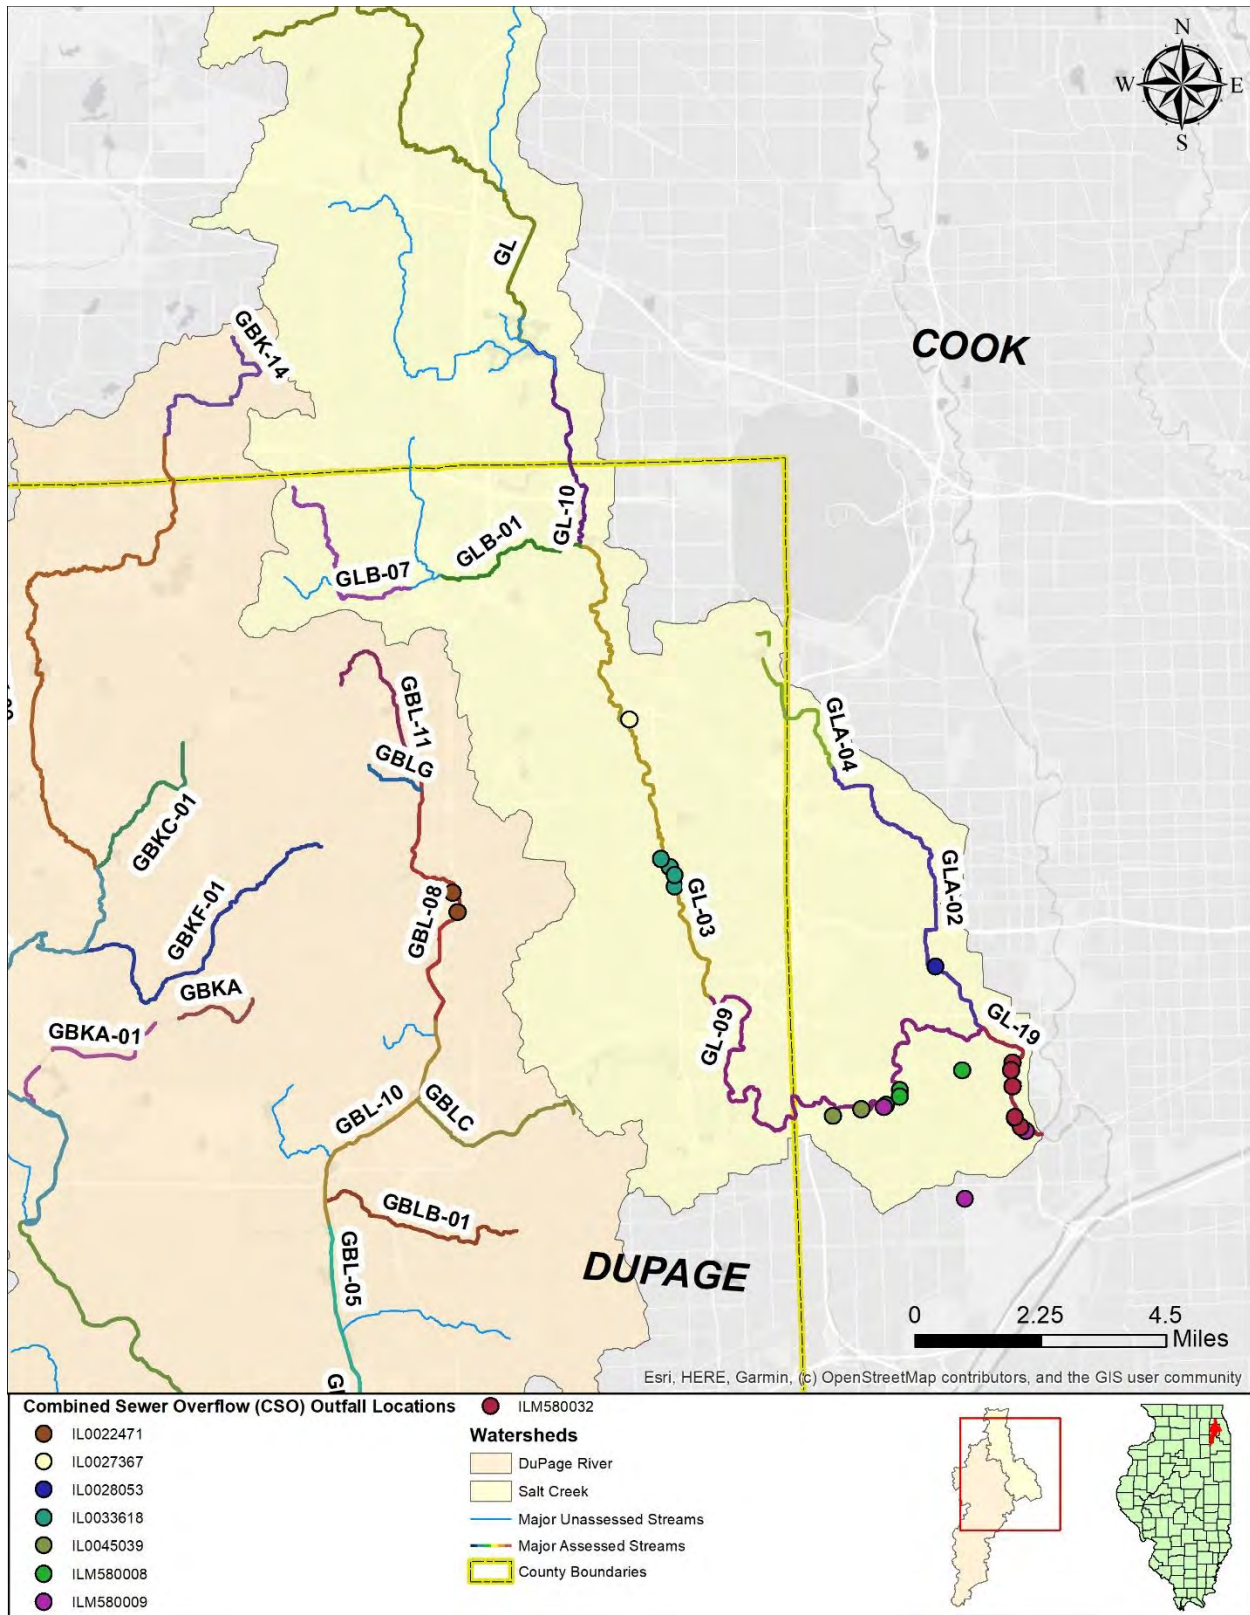 N
W E
S
GL
COOK
GBK-14
GL-10
GLB-01
GLB-07
GBL-11
GLA-04
GBLG
GBKC-01
GBKF-01
GBL-08
GL-03
GLA-02
GBKA
GBKA-01
GL-09
GL-19
GBL-10
GBLC
GBLB-01
GBL-05
DUPAGE
0 2.25 4.5
Miles
Esri, HERE, Garmin, (c) OpenStreetMap contributors, and the GIS user community
Combined Sewer Overflow (CSO) Outfall Locations
IL0022471
IL0027367
IL0028053
IL0033618
IL0045039
ILM580008
ILM580009
ILM580032
Watersheds
DuPage River
Salt Creek
Major Unassessed Streams
Major Assessed Streams
County Boundaries